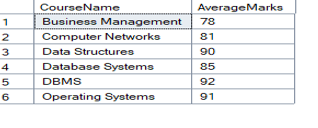 CourseName AverageMarks
1 Business Management 78
2 Computer Networks 81
3 Data Structures 90
4 Database Systems 85
5 DBMS 92
6 Operating Systems 91